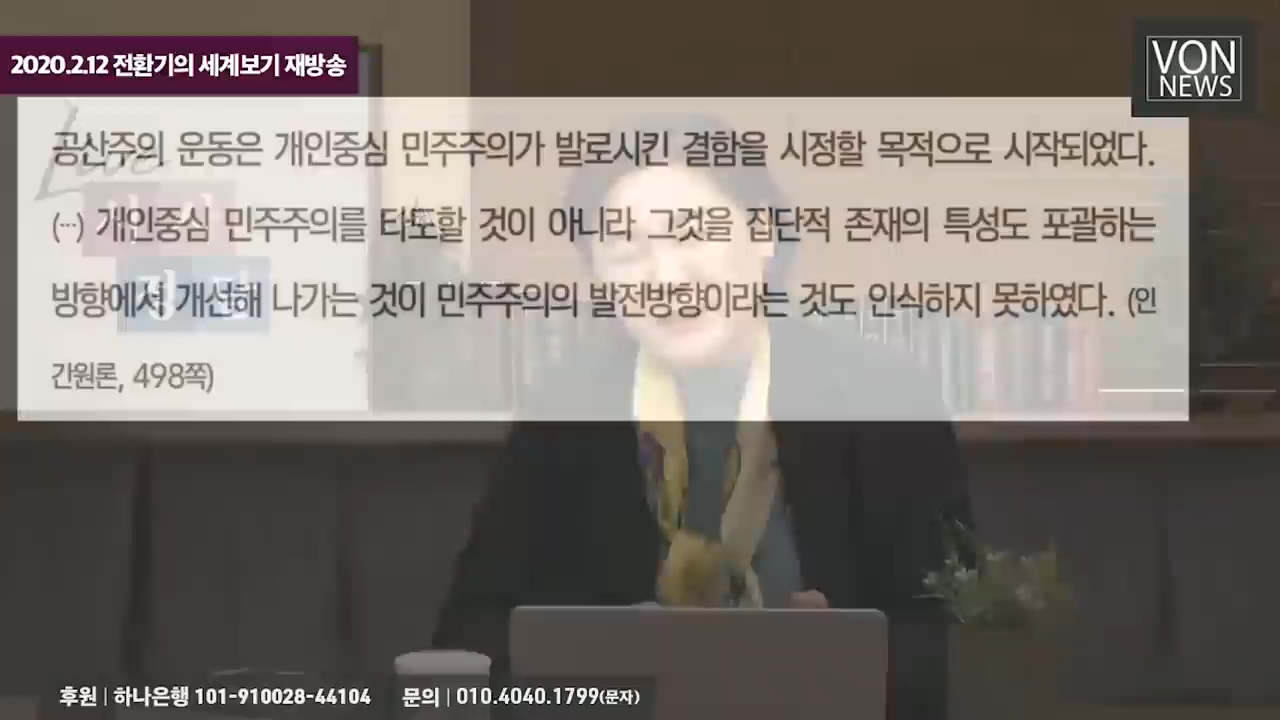 2020.2.12 전환기의 세계보기 재방송
VON
NEWS
공산주의 운동은 개인중심 민주주의가 발로시킨 결함을 시정할 목적으로 시작되었다.
(…) 개인중심 민주주의를 타도할 것이 아니라 그것을 집단적 존재의 특성도 포괄하는
방향에서 개선해 나가는 것이 민주주의의 발전방향이라는 것도 인식하지 못하였다. (인
간원론, 498쪽)
Live
후원 | 하나은행 101-910028-44104 문의 | 010.4040.1799(문자)